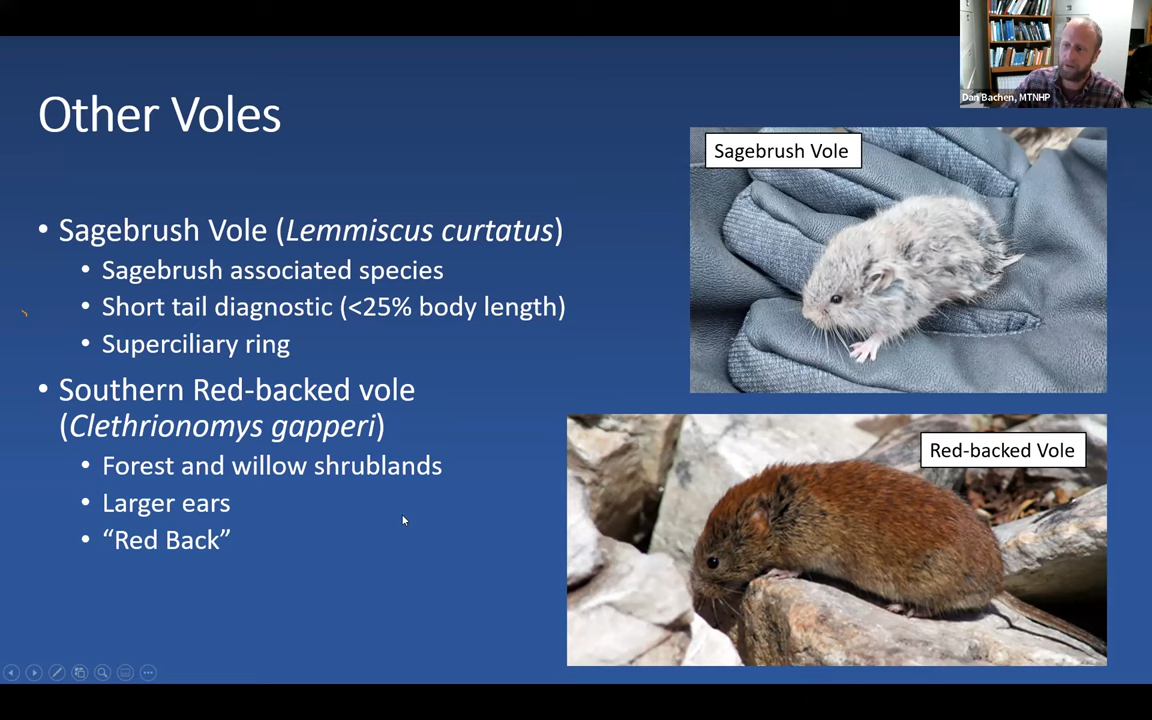 Dan Bachen, MTNHP
Other Voles
Sagebrush Vole
• Sagebrush Vole (Lemmiscus curtatus)
• Sagebrush associated species
• Short tail diagnostic (<25% body length)
• Superciliary ring
• Southern Red-backed vole
(Clethrionomys gapperi)
• Forest and willow shrublands
• Larger ears
• “Red Back”
Red-backed Vole